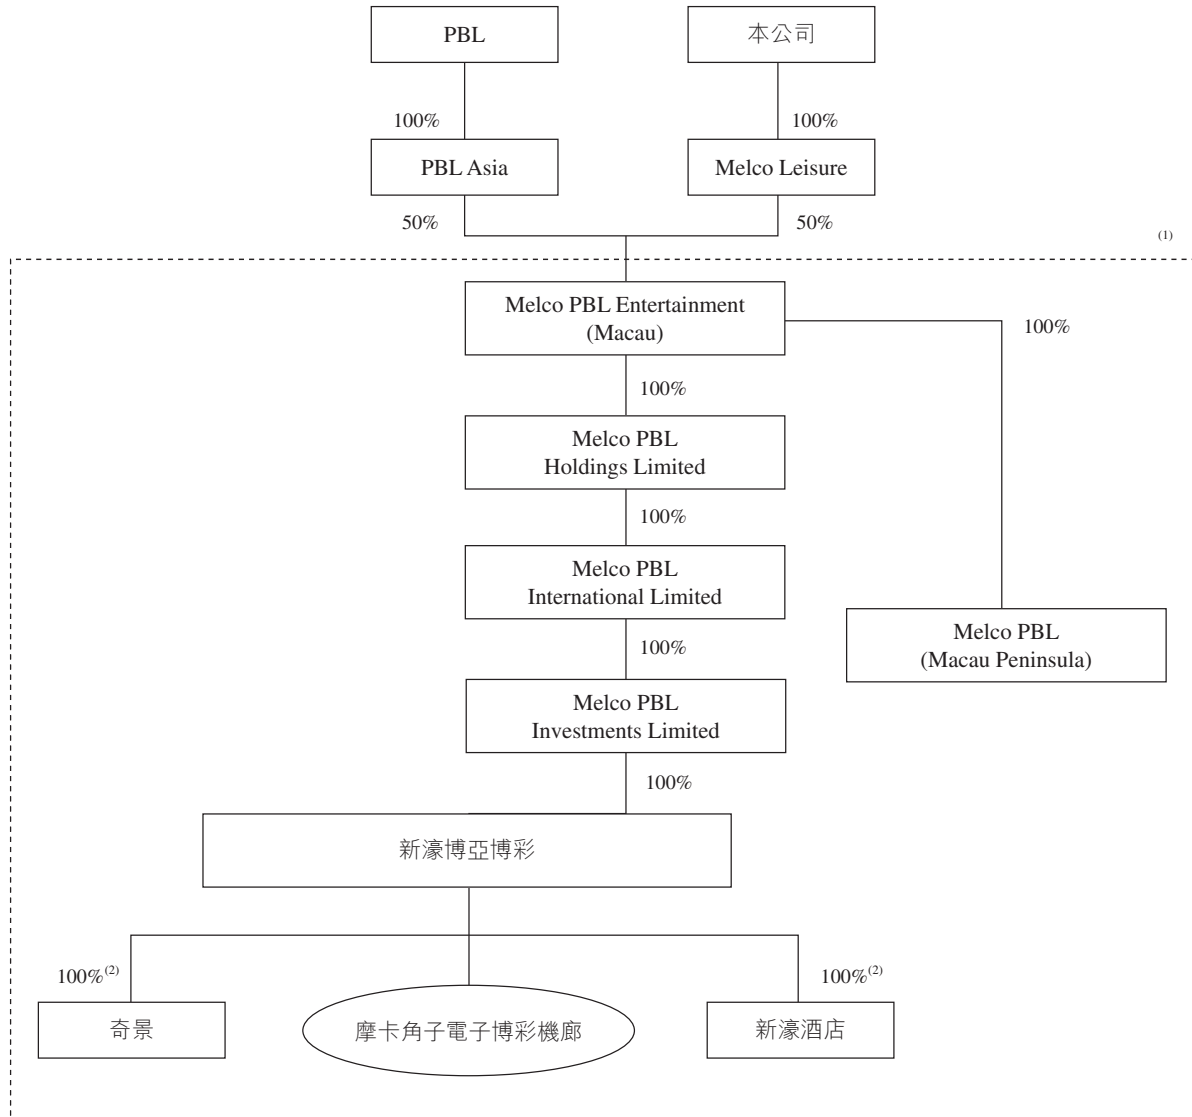 PBL
本公司
100%
100%
PBL Asia
Melco Leisure
50%
50%
(1)
Melco PBL Entertainment
(Macau)
100%
100%
Melco PBL
Holdings Limited
100%
Melco PBL
International Limited
Melco PBL
(Macau Peninsula)
100%
Melco PBL
Investments Limited
100%
新濠博亞博彩
100%(2)
100%(2)
奇景
摩卡角子電子博彩機廊
新濠酒店